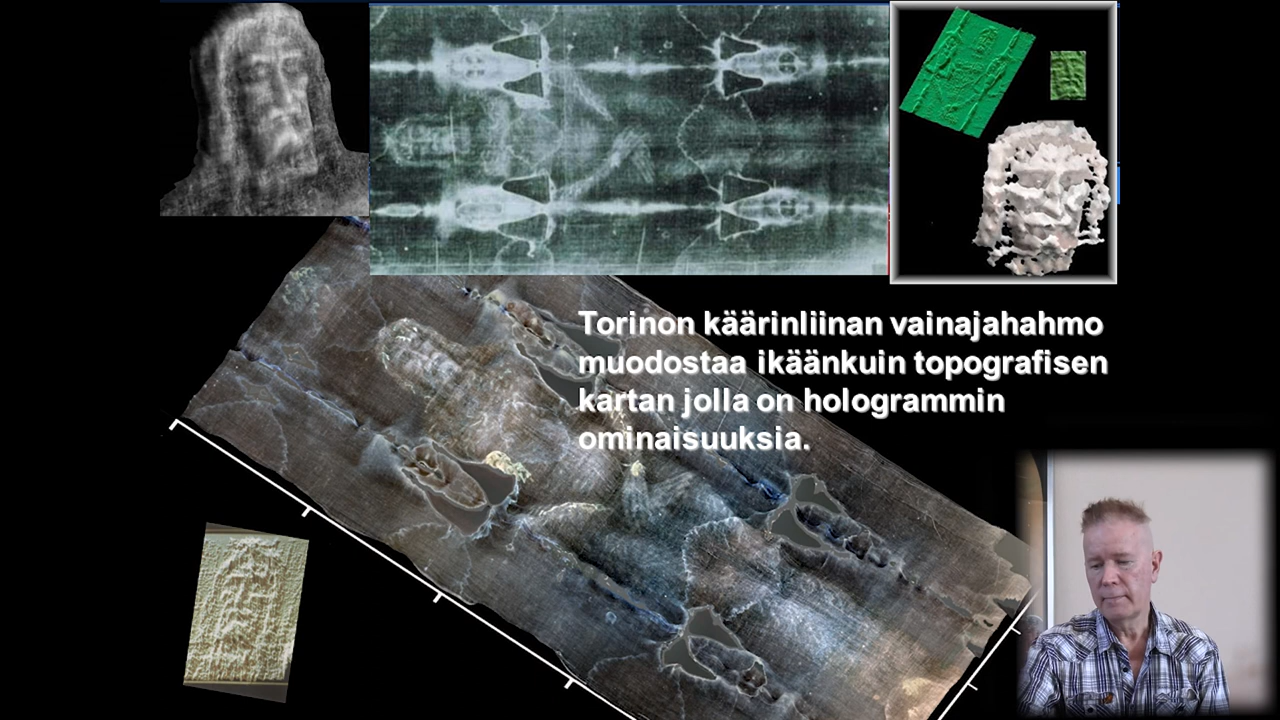 Torinon käärinliinan vainajahahmo
muodostaa ikäänkuin topografisen
kartan jolla on hologrammin
ominaisuuksia.